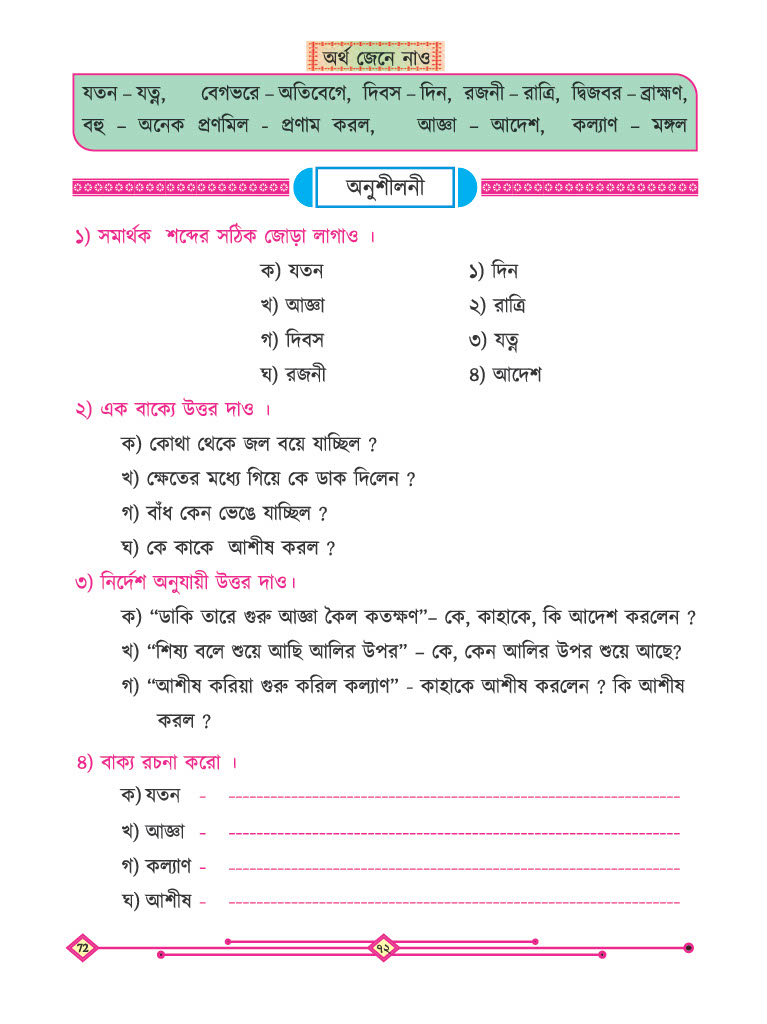 অর্থ জেনে নাও
যতন – যত্ন, বেগভরে – অতিবেগে, দিবস – দিন, রজনী – রাত্রি, দ্বিজবর – ব্রাহ্মণ,
বহু – অনেক প্রণমিল - প্রণাম করল, আজ্ঞা – আদেশ, কল্যাণ – মঙ্গল
অনুশীলনী
১) সমার্থক শব্দের সঠিক জোড়া লাগাও ।
ক) যতন ১) দিন
খ) আজ্ঞা ২) রাত্রি
গ) দিবস ৩) যত্ন
ঘ) রজনী ৪) আদেশ
২) এক বাক্যে উত্তর দাও ।
ক) কোথা থেকে জল বয়ে যাচ্ছিল ?
খ) ক্ষেতের মধ্যে গিয়ে কে ডাক দিলেন ?
গ) বাঁধ কেন ভেঙে যাচ্ছিল ?
ঘ) কে কাকে আশীষ করল ?
৩) নির্দেশ অনুযায়ী উত্তর দাও।
ক) “ডাকি তারে গুরু আজ্ঞা কৈল কতক্ষণ”– কে, কাহাকে, কি আদেশ করলেন ?
খ) “শিষ্য বলে শুয়ে আছি আলির উপর” – কে, কেন আলির উপর শুয়ে আছে?
গ) “আশীষ করিয়া গুরু করিল কল্যাণ” - কাহাকে আশীষ করলেন ? কি আশীষ
করল ?
৪) বাক্য রচনা করো ।
ক) যতন -
খ) আজ্ঞা -
গ) কল্যাণ -
ঘ) আশীষ -
72 ৭২